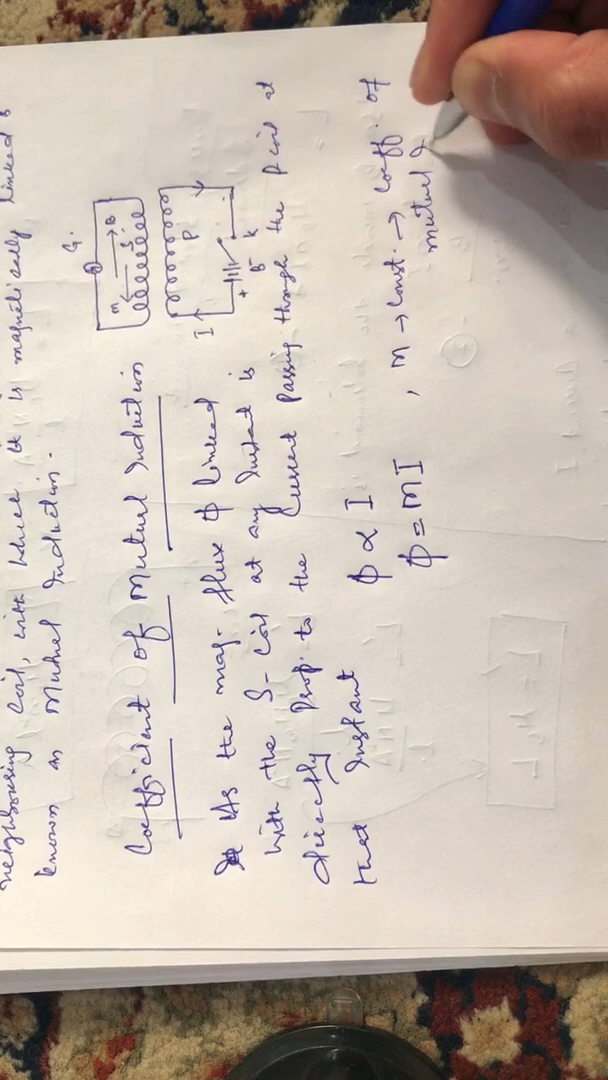 neighbouring coil, with which it is magnetically linked is
known as Mutual Induction.
Coefficient of Mutual Induction
As the mag. flux ϕ linked
with the S-coil at any Instant is
directly Prop. to the Current Passing though the P coil at
that Instant
ϕ ∝ I
ϕ = MI , M → Const. → Coeff. of
mutual
G.
M
B
S
I
P
+
B
-
K